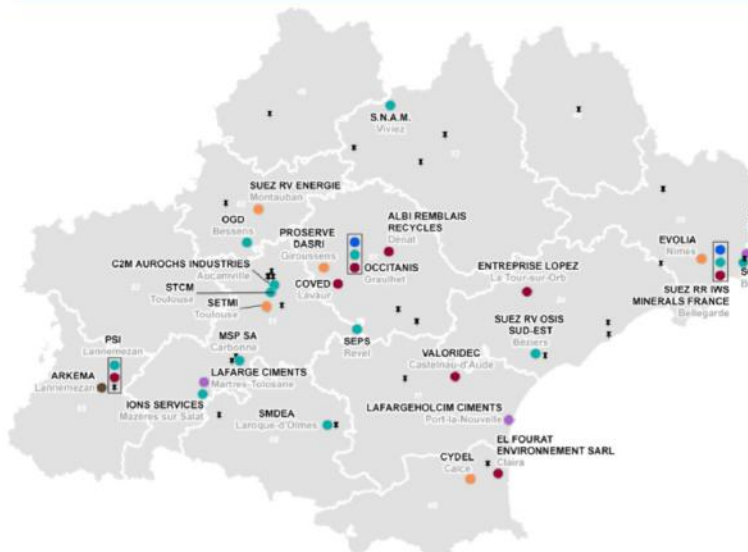 S.N.A.M.
Viviez
SUEZ RV ENERGIE
Montauban
OGD
Bessens
PROSERVE
DASRI
Giroussens
ALBI REMBLAIS
RECYCLES
Denat
OCCITANIS
Graulhet
COVED
Lavaur
C2M AUROCHS INDUSTRIES
Aucamville
STCM
Toulouse
SETMI
Toulouse
ENTREPRISE LOPEZ
La Tour-sur-Orb
EVOLIA
Nimes
SUEZ RR IWS
MINERALS FRANCE
Bellegarde
SUEZ RV OSIS
SUD-EST
Béziers
SEPS
Revel
MSP SA
Carbonne
PSI
Lannemezan
ARKEMA
Lannemezan
LAFARGE CIMENTS
Martres-Tolosane
IONS SERVICES
Mazères sur Salat
VALORIDEC
Castelnau-d'Aude
SMDEA
Laroque-d'Olmes
LAFARGEHOLCIM CIMENTS
Port-la-Nouvelle
EL FOURAT
ENVIRONNEMENT SARL
Claira
CYDEL
Calce